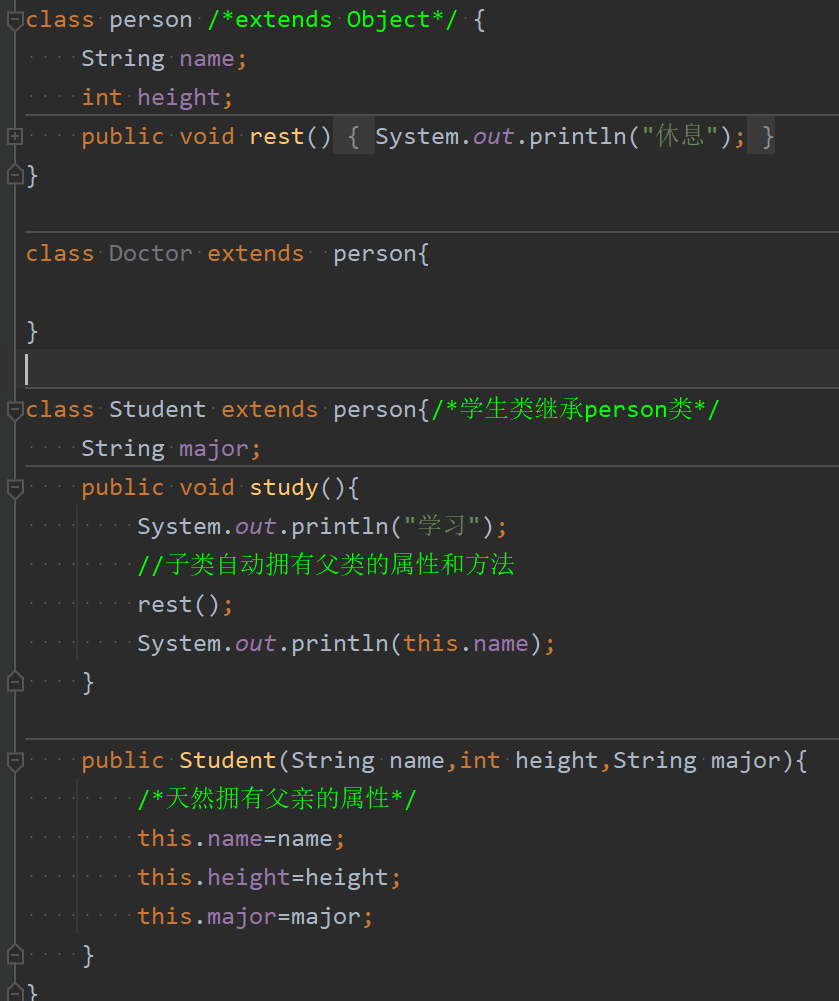 class person /*extends Object*/ {
String name;
int height;
public void rest() { System.out.println("休息"); }
}
class Doctor extends  person{
}
class Student extends person{/*学生类继承person类*/
String major;
public void study(){
System.out.println("学习");
//子类自动拥有父类的属性和方法
rest();
System.out.println(this.name);
}
public Student(String name,int height,String major){
/*天然拥有父亲的属性*/
this.name=name;
this.height=height;
this.major=major;
}
}